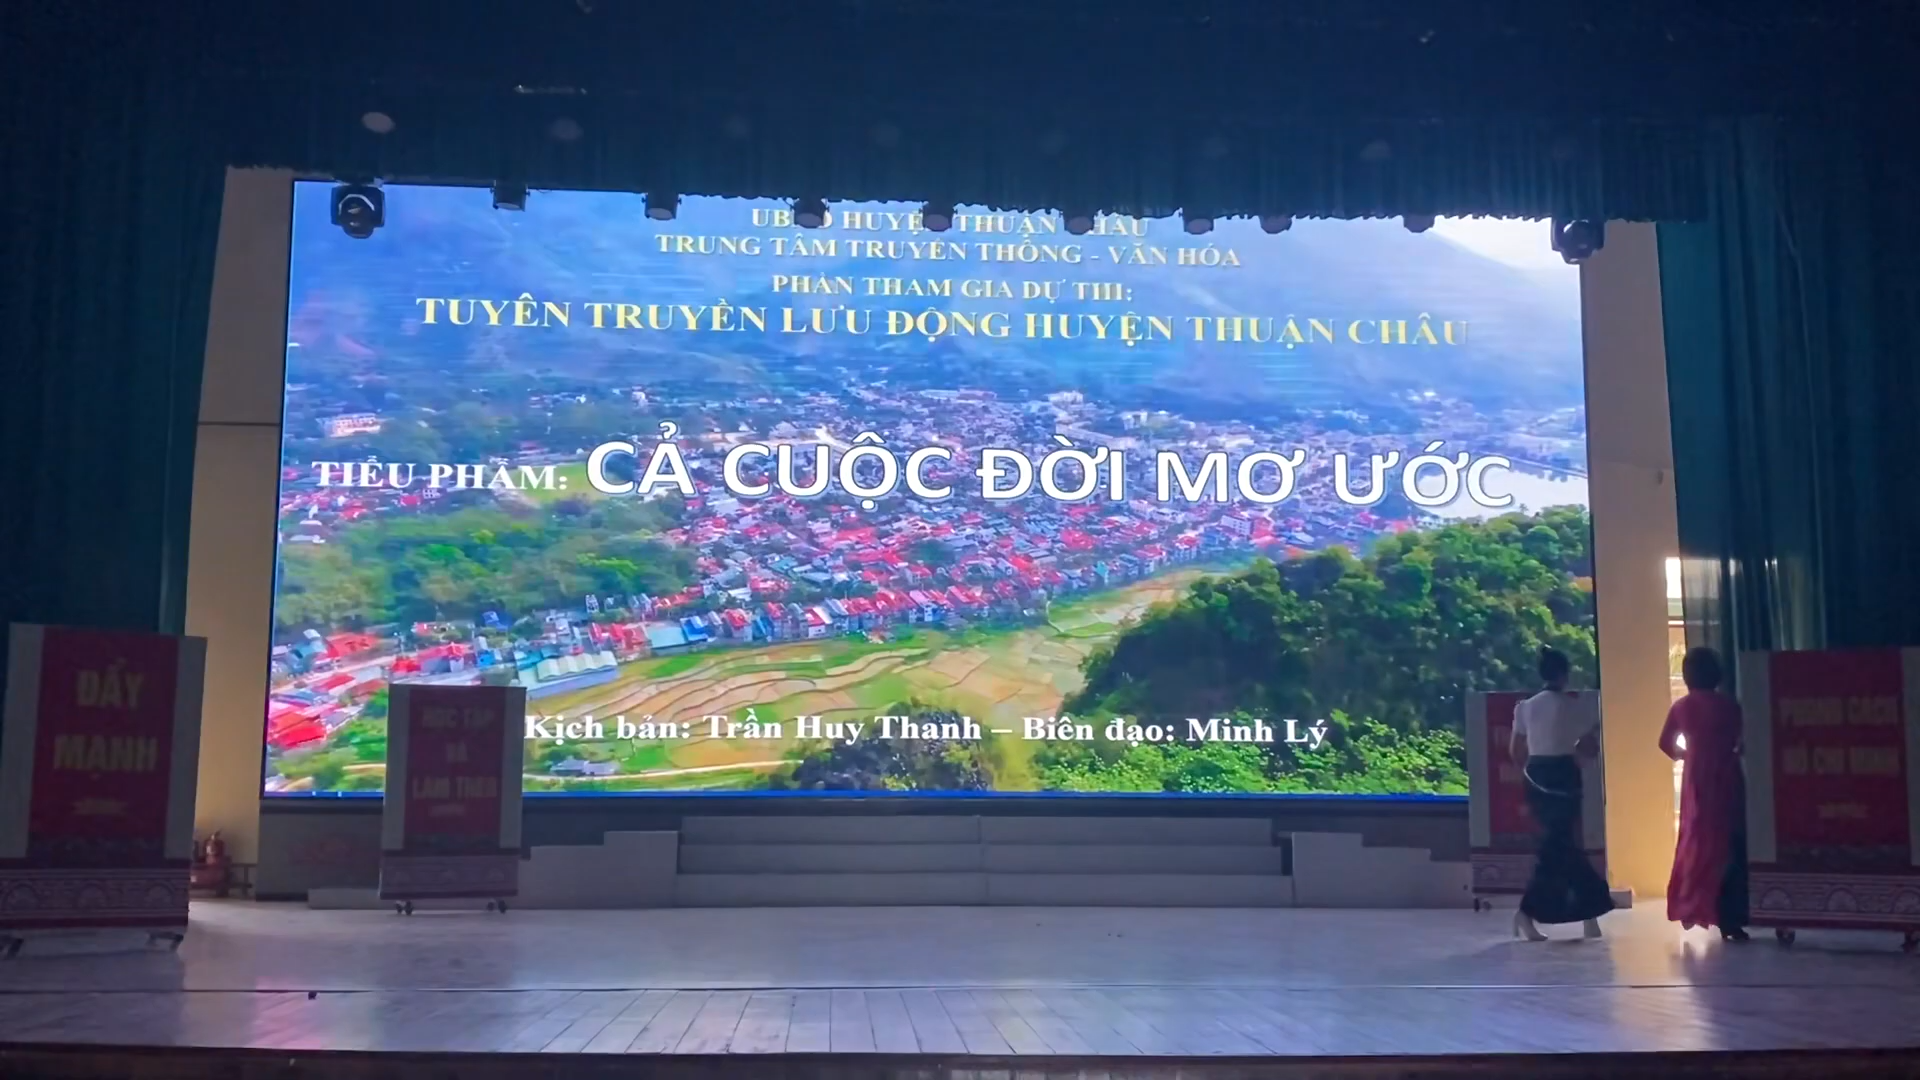 UBND HUYỆN THUẬN CHÂU
TRUNG TÂM TRUYỀN THÔNG - VĂN HÓA
PHẦN THAM GIA DỰ THI:
TUYÊN TRUYỀN LƯU ĐỘNG HUYỆN THUẬN CHÂU
TIỂU PHẨM: CẢ CUỘC ĐỜI MƠ ƯỚC
Kịch bản: Trần Huy Thanh – Biên đạo: Minh Lý
ĐẨY
MẠNH
HỌC TẬP
VÀ
LÀM THEO
PHONG CÁCH
HỒ CHÍ MINH